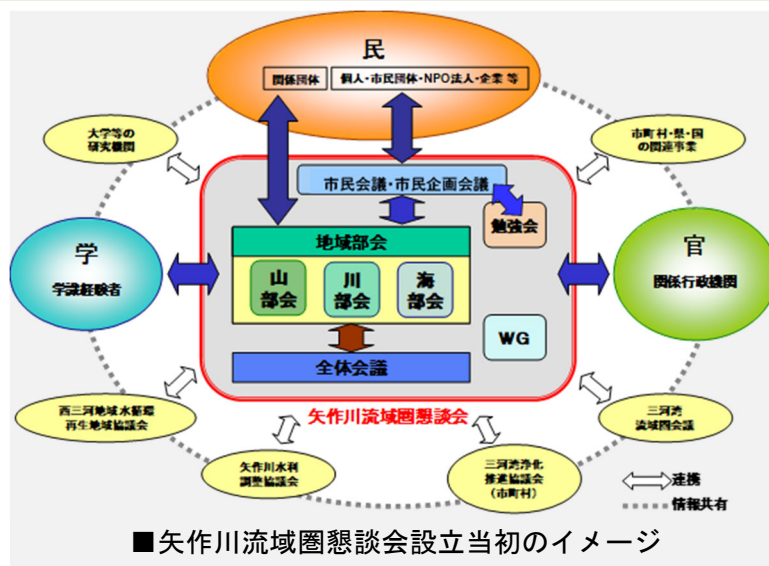 民
関係団体
個人・市民団体・NPO法人・企業 等
大学等の
研究機関
市町村・県・国
の関連事業
市民会議・市民企画会議
勉強会
学
学識経験者
地域部会
山
部会
川
部会
海
部会
官
関係行政機関
WG
全体会議
矢作川流域圏懇談会
西三河地域水循環
再生地域協議会
三河湾
流域圏会議
矢作川水利
調整協議会
三河湾浄化
推進協議会
(市町村)
連携
情報共有
■矢作川流域圏懇談会設立当初のイメージ